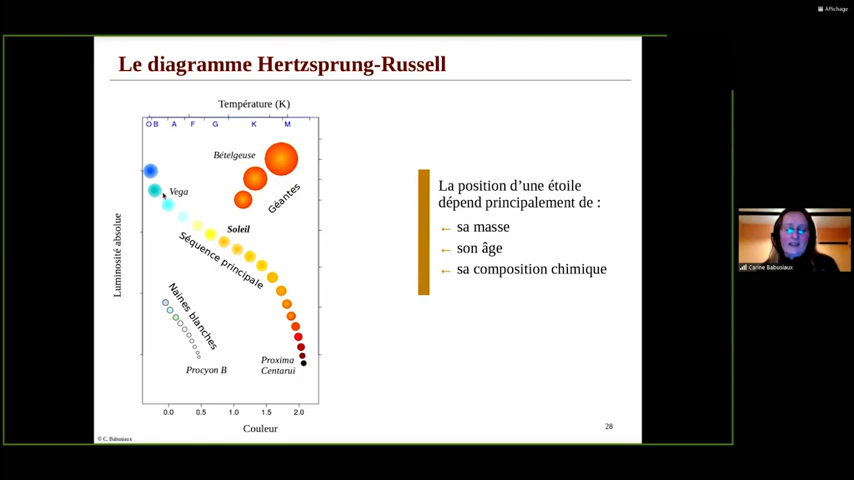 Affichage
Le diagramme Hertzsprung-Russell
Température (K)
O B A F G K M
Bételgeuse
Vega
Géantes
Soleil
Séquence principale
Luminosité absolue
Naines blanches
Procyon B
Proxima
Centarui
0.0 0.5 1.0 1.5 2.0
Couleur
La position d’une étoile
dépend principalement de :
← sa masse
← son âge
← sa composition chimique
28
© C. Babusiaux
Carine Babusiaux